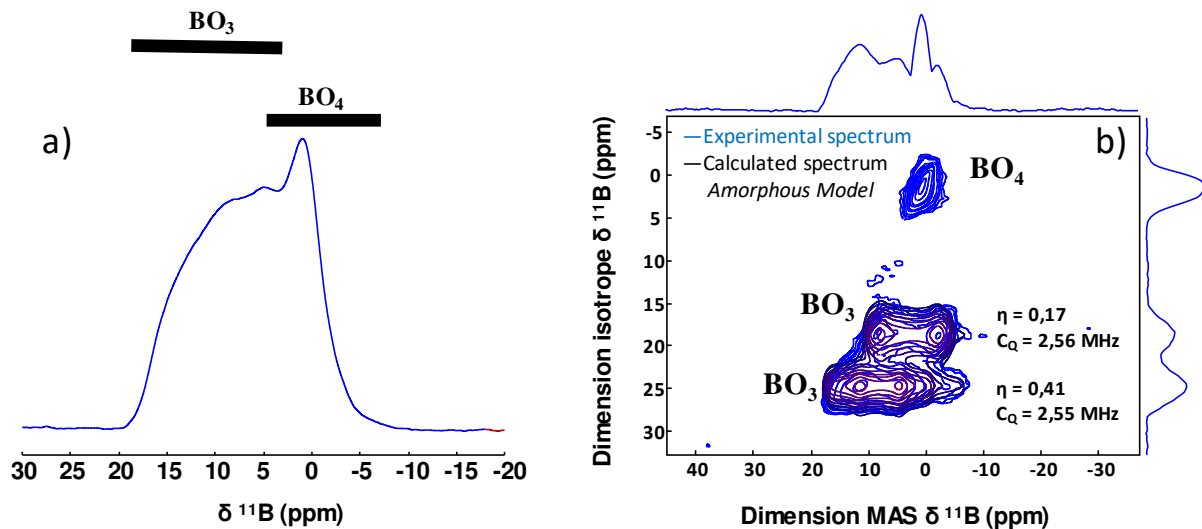 BO3
BO4
a)
30 25 20 15 10 5 0 -5 -10 -15 -20
δ 11B (ppm)
—Experimental spectrum
—Calculated spectrum
Amorphous Model
b)
BO4
BO3
η = 0,17
CQ = 2,56 MHz
BO3
η = 0,41
CQ = 2,55 MHz
-5
0
5
10
15
20
25
30
Dimension isotrope δ 11B (ppm)
40 30 20 10 0 -10 -20 -30
Dimension MAS δ 11B (ppm)